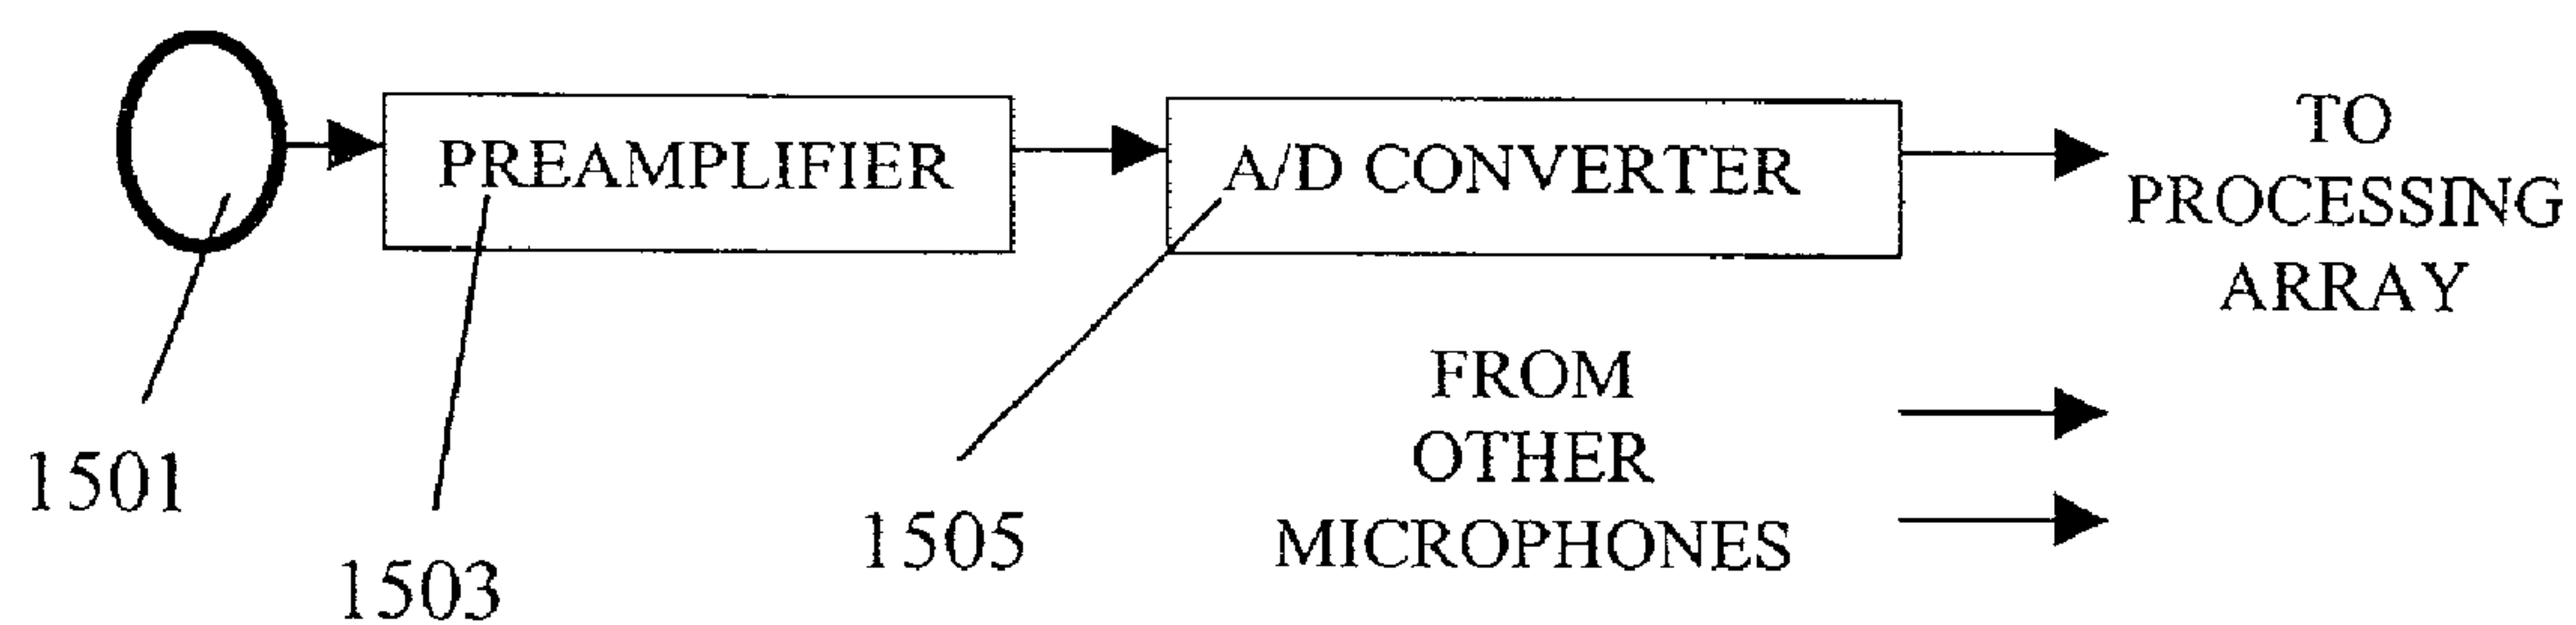 PREAMPLIFIER
A/D CONVERTER
TO
PROCESSING
ARRAY
FROM
OTHER
MICROPHONES
1501
1503
1505